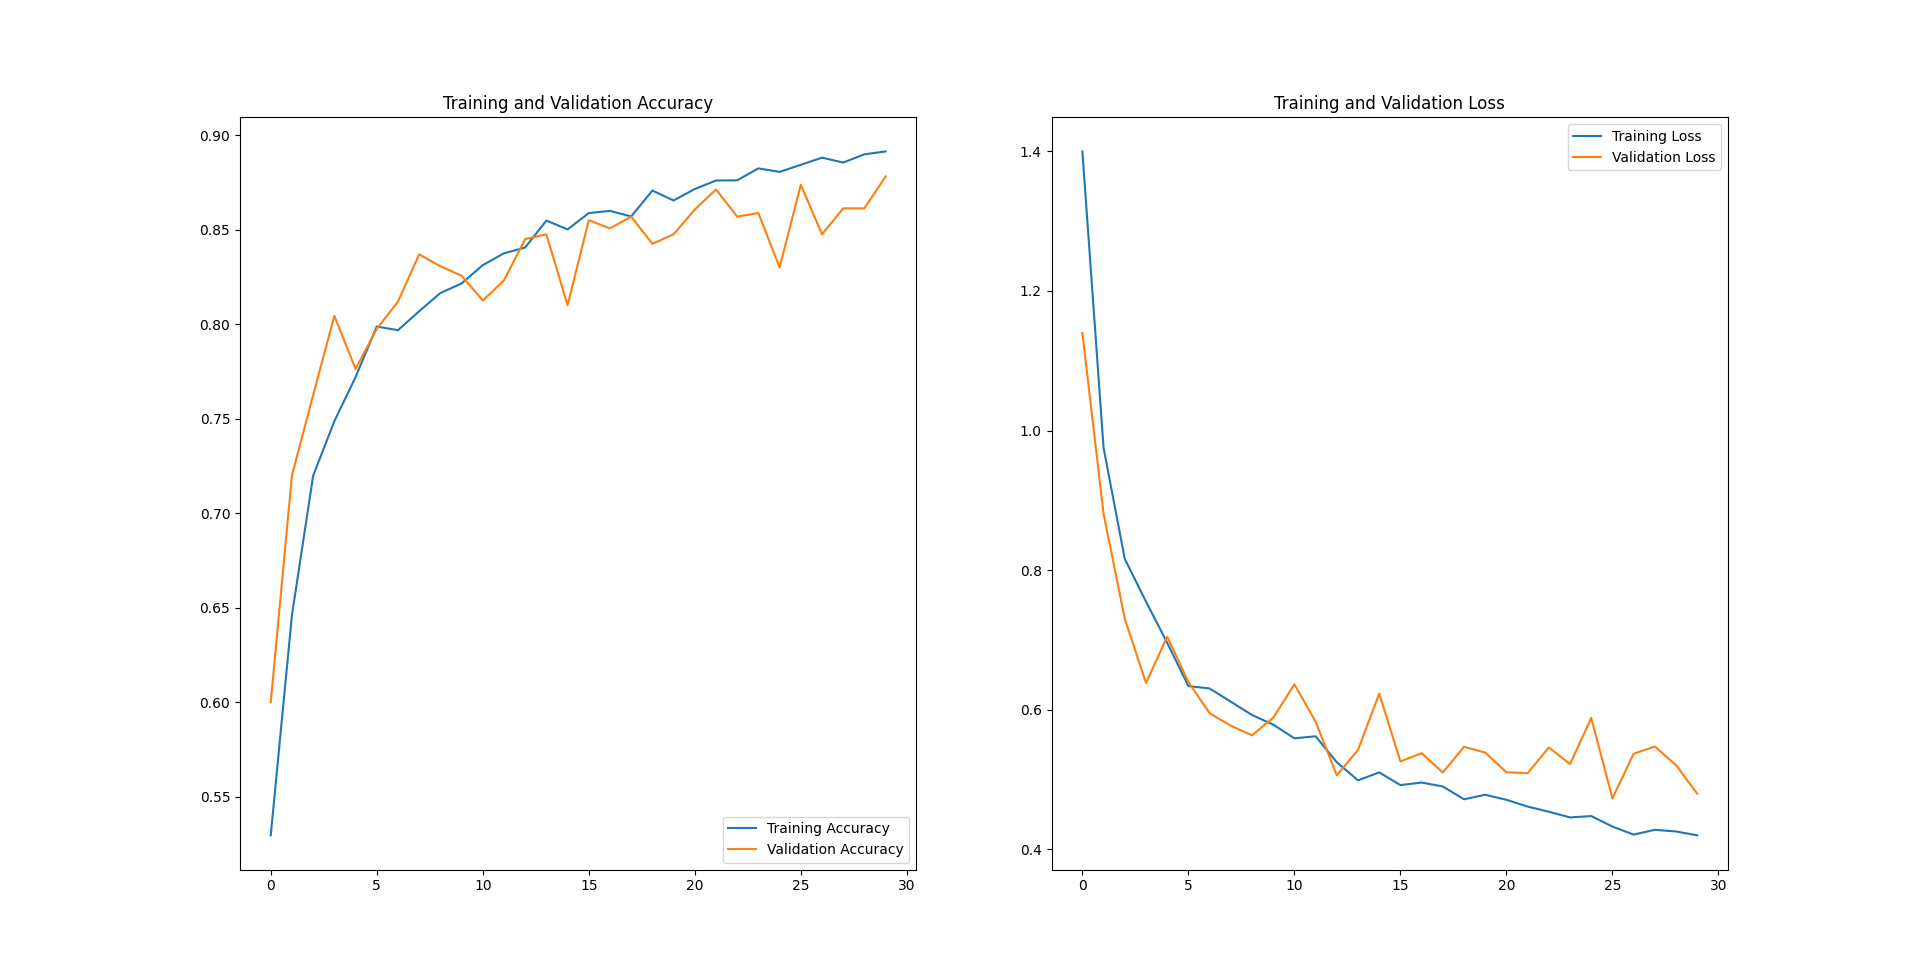 Training and Validation Accuracy
0.90
0.85
0.80
0.75
0.70
0.65
0.60
0.55
Training Accuracy
Validation Accuracy
0 5 10 15 20 25 30
Training and Validation Loss
Training Loss
Validation Loss
1.4
1.2
1.0
0.8
0.6
0.4
0 5 10 15 20 25 30